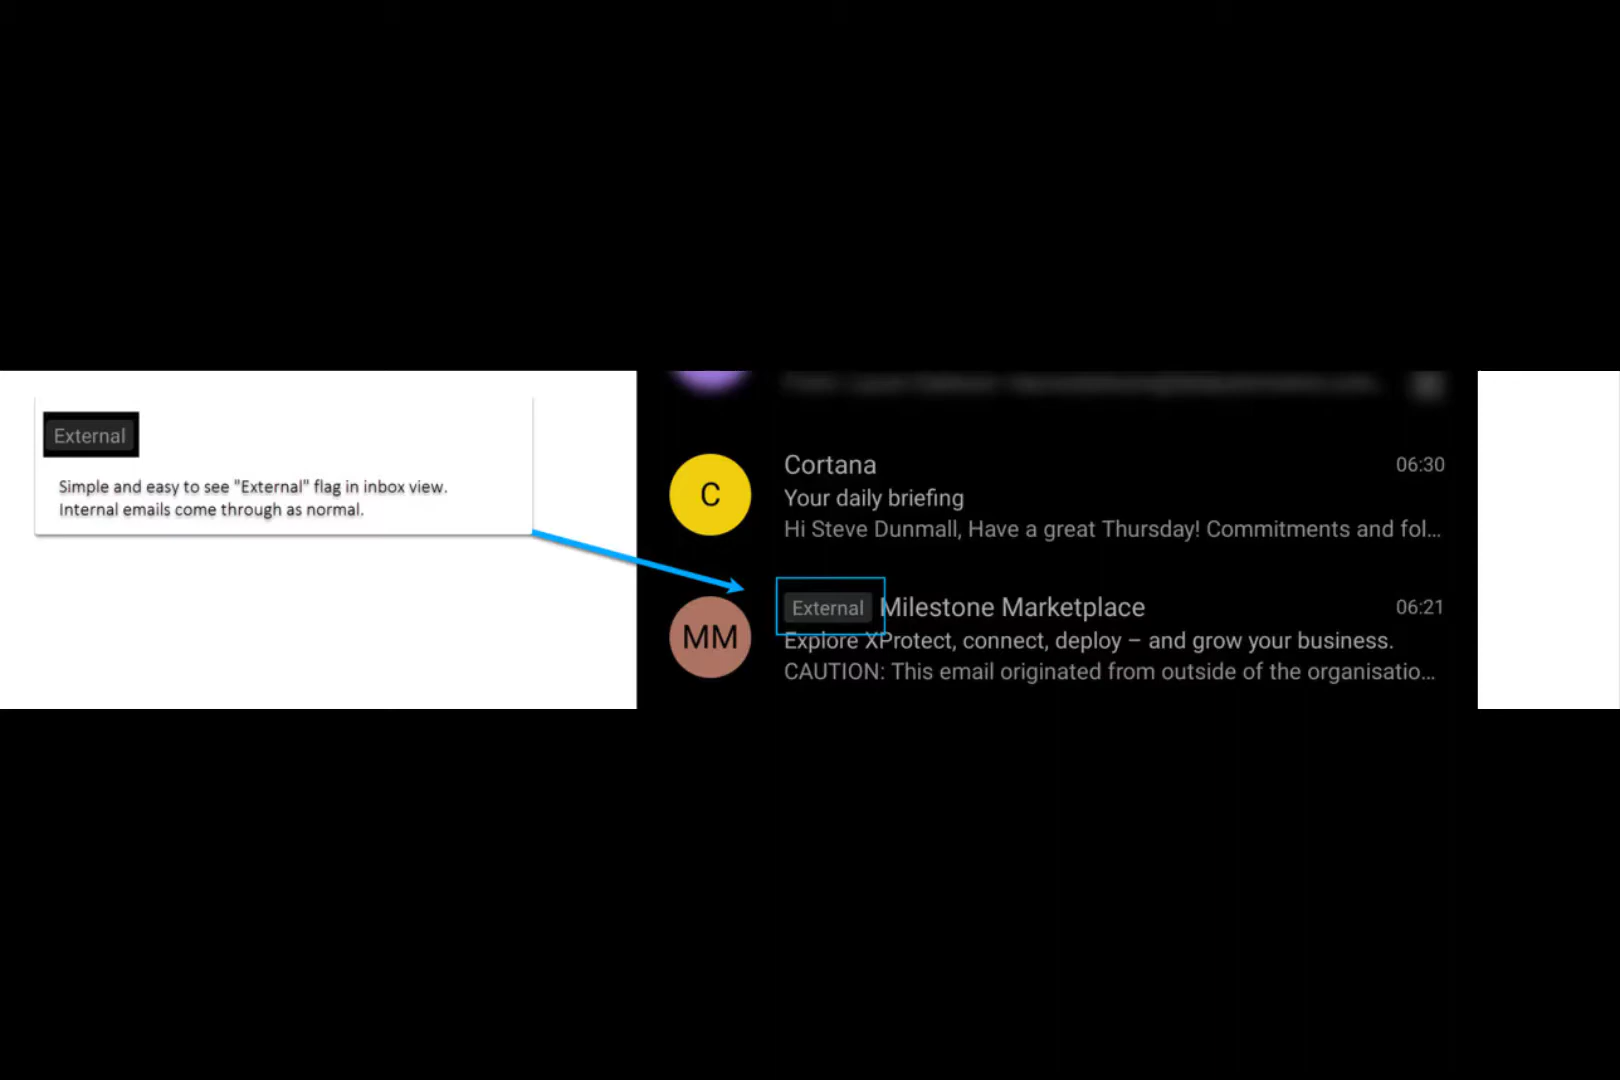 External
Simple and easy to see "External" flag in inbox view.
Internal emails come through as normal.
C
Cortana
06:30
Your daily briefing
Hi Steve Dunmall, Have a great Thursday! Commitments and fol...
MM
External
Milestone Marketplace
06:21
Explore XProtect, connect, deploy – and grow your business.
CAUTION: This email originated from outside of the organisatio...